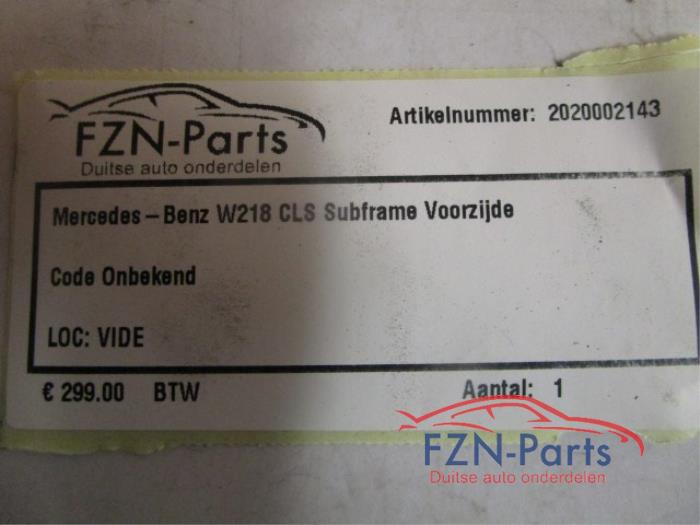 FZN-Parts
Duitse auto onderdelen
Artikelnummer: 2020002143
Mercedes-Benz W218 CLS Subframe Voorzijde
Code Onbekend
LOC: VIDE
€ 299.00 BTW
Aantal: 1
FZN-Parts
Duitse auto onderdelen